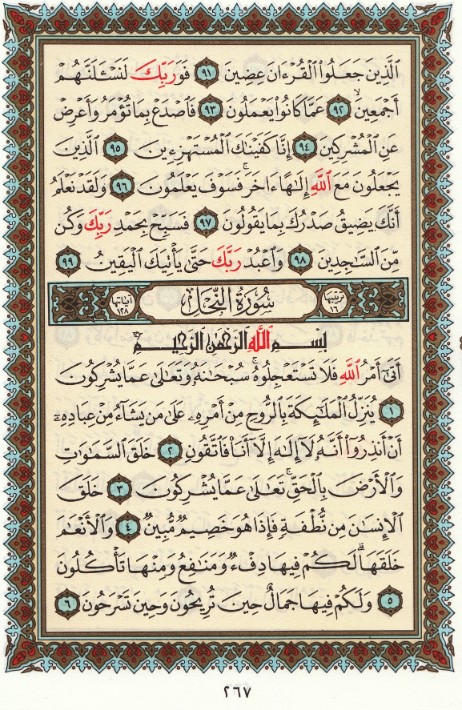 ٱلَّذِينَ جَعَلُوا۟ ٱلْقُرْءَانَ عِضِينَ ٩١ فَوَرَبِّكَ لَنَسْـَٔلَنَّهُمْ
أَجْمَعِينَ ٩٢ عَمَّا كَانُوا۟ يَعْمَلُونَ ٩٣ فَٱصْدَعْ بِمَا تُؤْمَرُ وَأَعْرِضْ
عَنِ ٱلْمُشْرِكِينَ ٩٤ إِنَّا كَفَيْنَٰكَ ٱلْمُسْتَهْزِءِينَ ٩٥ ٱلَّذِينَ
يَجْعَلُونَ مَعَ ٱللَّهِ إِلَٰهًا ءَاخَرَ ۚ فَسَوْفَ يَعْلَمُونَ ٩٦ وَلَقَدْ نَعْلَمُ
أَنَّكَ يَضِيقُ صَدْرُكَ بِمَا يَقُولُونَ ٩٧ فَسَبِّحْ بِحَمْدِ رَبِّكَ وَكُن
مِّنَ ٱلسَّٰجِدِينَ ٩٨ وَٱعْبُدْ رَبَّكَ حَتَّىٰ يَأْتِيَكَ ٱلْيَقِينُ ٩٩
ترتيبها ١٦ سُورَةُ ٱلنَّحْلِ آياتها ١٢٨
بِسْمِ ٱللَّهِ ٱلرَّحْمَٰنِ ٱلرَّحِيمِ
أَتَىٰٓ أَمْرُ ٱللَّهِ فَلَا تَسْتَعْجِلُوهُ ۚ سُبْحَٰنَهُۥ وَتَعَٰلَىٰ عَمَّا يُشْرِكُونَ
١ يُنَزِّلُ ٱلْمَلَٰٓئِكَةَ بِٱلرُّوحِ مِنْ أَمْرِهِۦ عَلَىٰ مَن يَشَآءُ مِنْ عِبَادِهِۦٓ
أَنْ أَنذِرُوٓا۟ أَنَّهُۥ لَآ إِلَٰهَ إِلَّآ أَنَا۠ فَٱتَّقُونِ ٢ خَلَقَ ٱلسَّمَٰوَٰتِ
وَٱلْأَرْضَ بِٱلْحَقِّ ۚ تَعَٰلَىٰ عَمَّا يُشْرِكُونَ ٣ خَلَقَ
ٱلْإِنسَٰنَ مِن نُّطْفَةٍ فَإِذَا هُوَ خَصِيمٌ مُّبِينٌ ٤ وَٱلْأَنْعَٰمَ
خَلَقَهَا ۗ لَكُمْ فِيهَا دِفْءٌ وَمَنَٰفِعُ وَمِنْهَا تَأْكُلُونَ
٥ وَلَكُمْ فِيهَا جَمَالٌ حِينَ تُرِيحُونَ وَحِينَ تَسْرَحُونَ ٦
٢٦٧